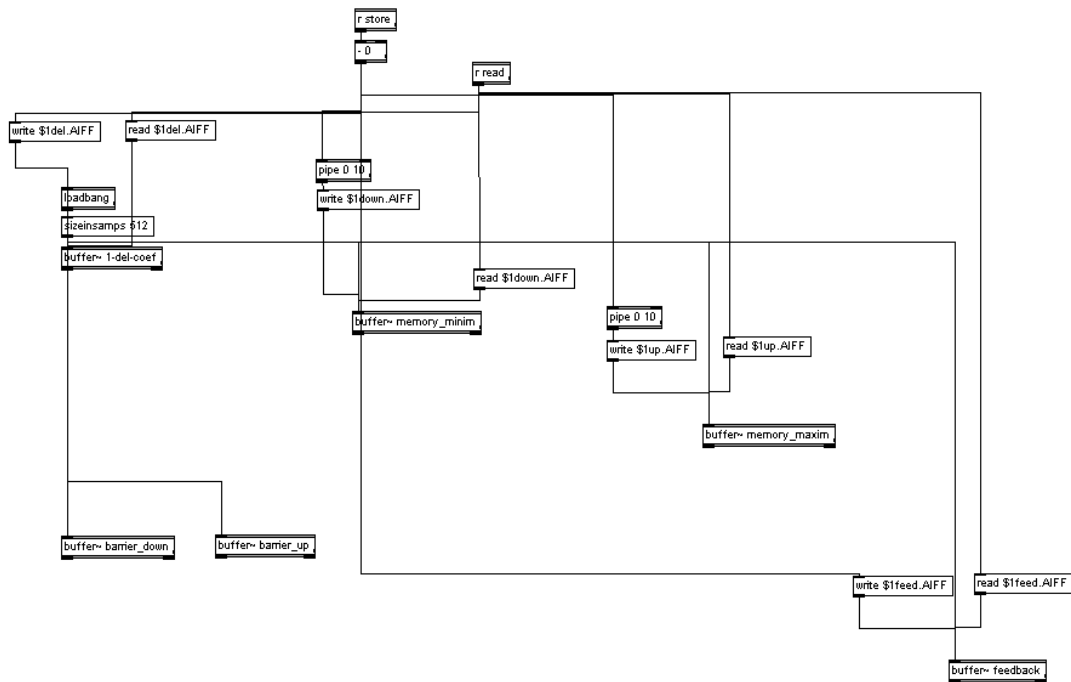 r store
- 0
r read
write $1del.AIFF
read $1del.AIFF
pipe 0 10
write $1down.AIFF
loadbang
sizeinsamps 512
buffer~ 1-del-coef
read $1down.AIFF
buffer~ memory_minim
pipe 0 10
write $1up.AIFF
read $1up.AIFF
buffer~ memory_maxim
buffer~ barrier_down
buffer~ barrier_up
write $1feed.AIFF
read $1feed.AIFF
buffer~ feedback